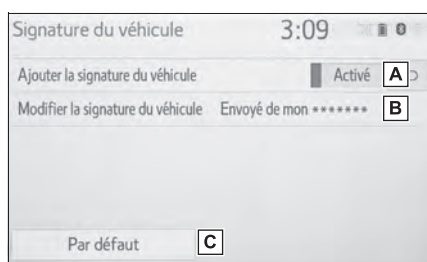 Signature du véhicule 3:09
Ajouter la signature du véhicule Activé A
Modifier la signature du véhicule Envoyé de mon ******* B
Par défaut C